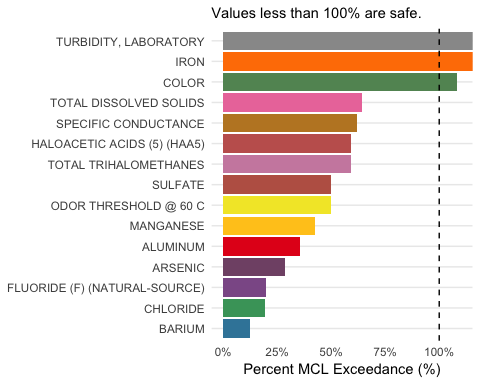 Values less than 100% are safe.
TURBIDITY, LABORATORY
IRON
COLOR
TOTAL DISSOLVED SOLIDS
SPECIFIC CONDUCTANCE
HALOACETIC ACIDS (5) (HAA5)
TOTAL TRIHALOMETHANES
SULFATE
ODOR THRESHOLD @ 60 C
MANGANESE
ALUMINUM
ARSENIC
FLUORIDE (F) (NATURAL-SOURCE)
CHLORIDE
BARIUM
0% 25% 50% 75% 100%
Percent MCL Exceedance (%)